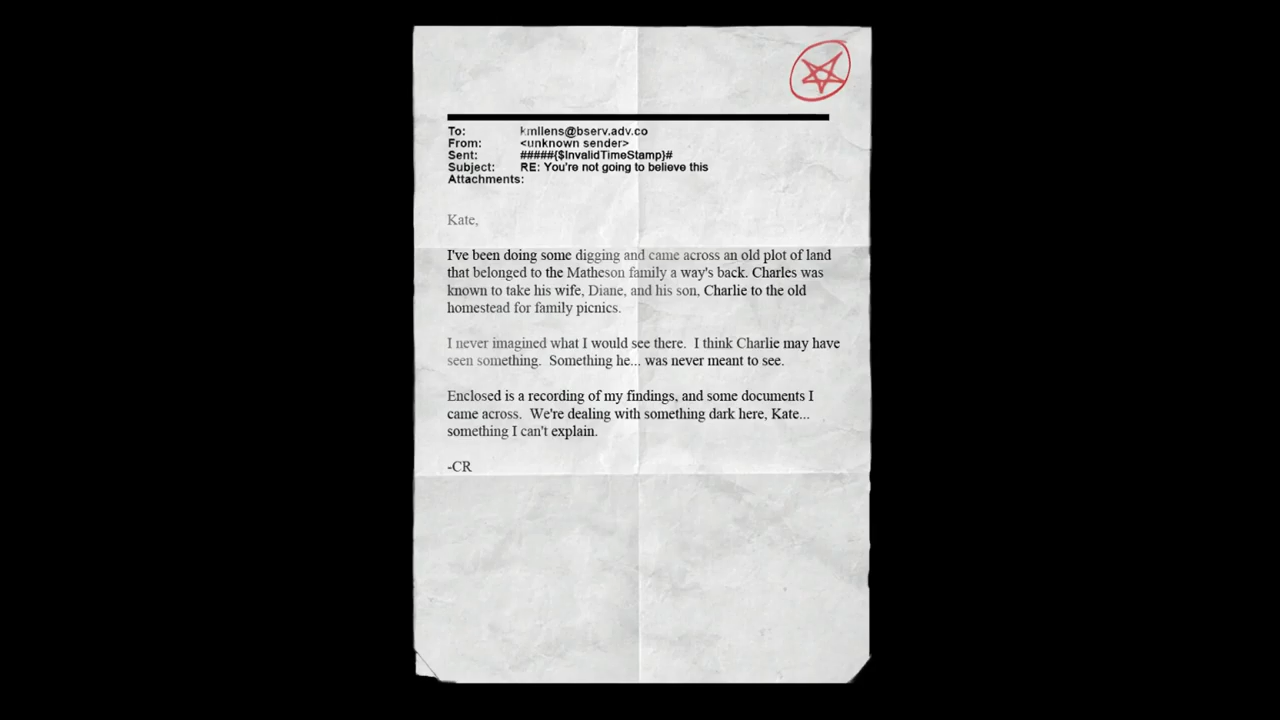 To: kmllens@bserv.adv.co
From: <unknown sender>
Sent: #####{$InvalidTimeStamp}#
Subject: RE: You're not going to believe this
Attachments:
Kate,
I've been doing some digging and came across an old plot of land
that belonged to the Matheson family a way's back. Charles was
known to take his wife, Diane, and his son, Charlie to the old
homestead for family picnics.
I never imagined what I would see there. I think Charlie may have
seen something. Something he... was never meant to see.
Enclosed is a recording of my findings, and some documents I
came across. We're dealing with something dark here, Kate...
something I can't explain.
-CR